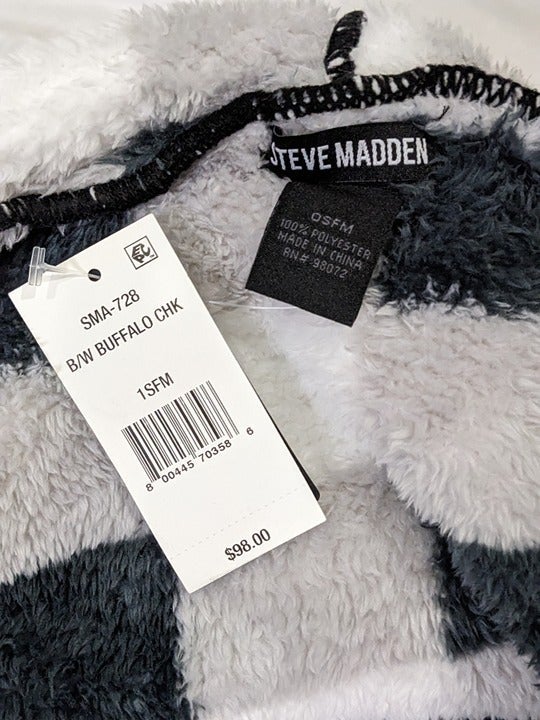 STEVE MADDEN
OSFM
100% POLYESTER
MADE IN CHINA
RN# 98072
EPC
SMA-728
B/W BUFFALO CHK
1SFM
8 00445 70358 6
$98.00